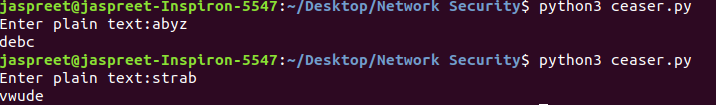 jaspreet@jaspreet-Inspiron-5547:~/Desktop/Network Security$ python3 ceaser.py
Enter plain text:abyz
debc
jaspreet@jaspreet-Inspiron-5547:~/Desktop/Network Security$ python3 ceaser.py
Enter plain text:strab
vwude